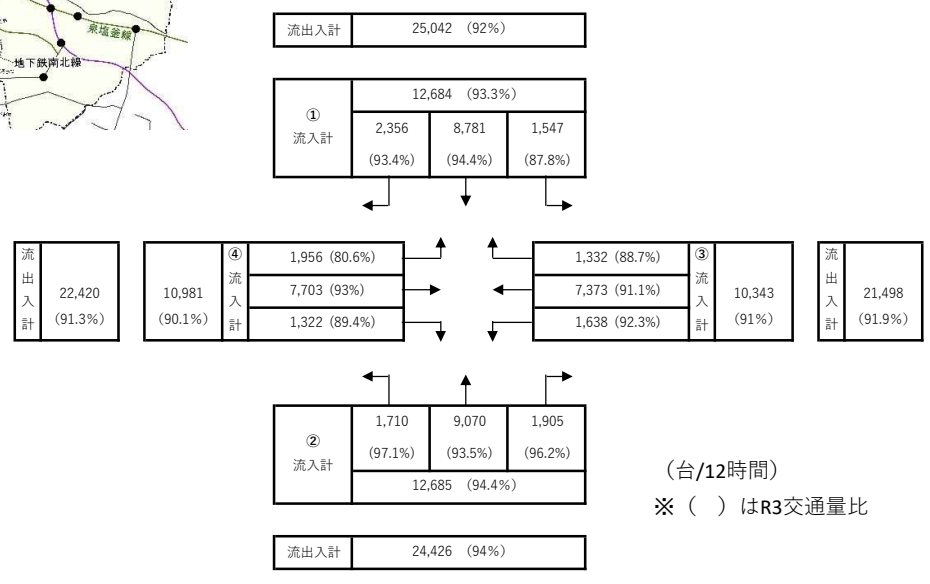 泉塩釜線
地下鉄南北線
流出入計 25,042 （92%）
① 流入計
12,684 （93.3%）
2,356 8,781 1,547
(93.4%) (94.4%) (87.8%)
流出入計
22,420
(91.3%)
10,981
(90.1%)
④流入計
1,956 (80.6%)
7,703 (93%)
1,322 (89.4%)
1,332 (88.7%)
7,373 (91.1%)
1,638 (92.3%)
③流入計
10,343
(91%)
流出入計
21,498
(91.9%)
② 流入計
1,710 9,070 1,905
(97.1%) (93.5%) (96.2%)
12,685 （94.4%）
（台/12時間）
※（　）はR3交通量比
流出入計 24,426 （94%）